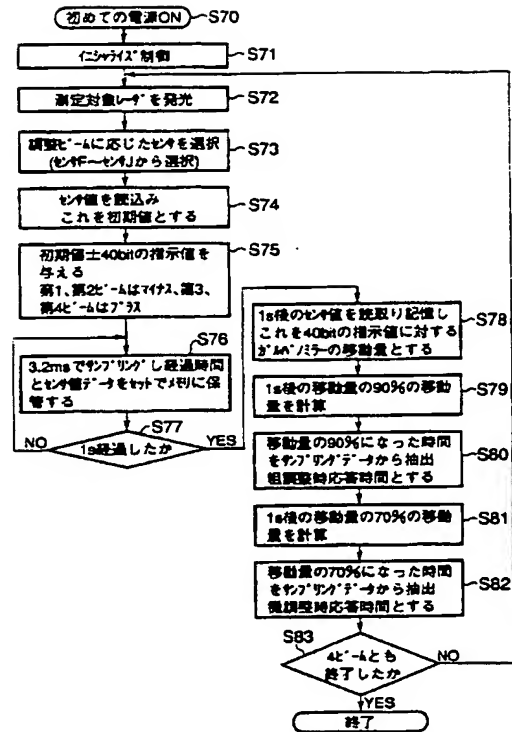 初めての電源ON
S70
ｲﾆｼｬﾗｲｽﾞ制御
S71
測定対象ﾚｰｻﾞを発光
S72
調整ﾋﾞｰﾑに応じたｾﾝｻを選択
(ｾﾝｻF～ｾﾝｻJから選択)
S73
ｾﾝｻ値を読込み
これを初期値とする
S74
初期値±40bitの指示値を
与える
第1、第2ﾋﾞｰﾑはﾏｲﾅｽ、第3、
第4ﾋﾞｰﾑはﾌﾟﾗｽ
S75
3.2msでｻﾝﾌﾟﾘﾝｸﾞし経過時間
とｾﾝｻ値ﾃﾞｰﾀをｾｯﾄでﾒﾓﾘに保
管する
S76
1s経過したか
S77
NO
YES
1s後のｾﾝｻ値を読取り記憶し
これを40bitの指示値に対する
ｶﾞﾙﾊﾞﾉﾐﾗｰの移動量とする
S78
1s後の移動量の90%の移動
量を計算
S79
移動量の90%になった時間
をｻﾝﾌﾟﾘﾝｸﾞﾃﾞｰﾀから抽出
粗調整時応答時間とする
S80
1s後の移動量の70%の移動
量を計算
S81
移動量の70%になった時間
をｻﾝﾌﾟﾘﾝｸﾞﾃﾞｰﾀから抽出
微調整時応答時間とする
S82
4ﾋﾞｰﾑとも
終了したか
S83
NO
YES
終了